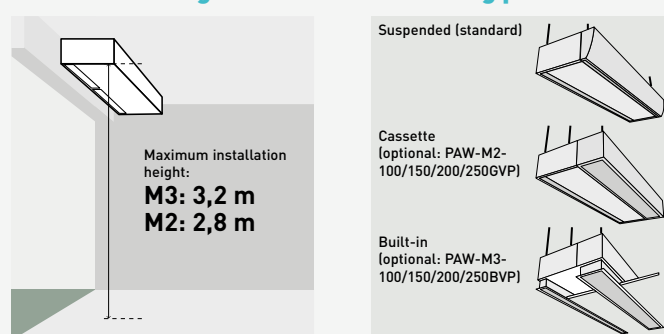 Maximum installation
height:
M3: 3,2 m
M2: 2,8 m
Suspended (standard)
Cassette
(optional: PAW-M2-
100/150/200/250GVP)
Built-in
(optional: PAW-M3-
100/150/200/250BVP)